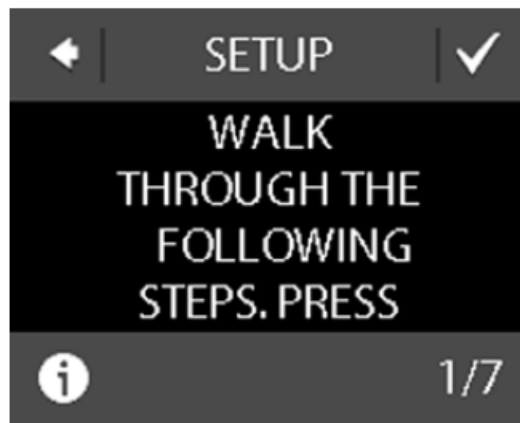 SETUP
WALK
THROUGH THE
FOLLOWING
STEPS. PRESS
i 1/7